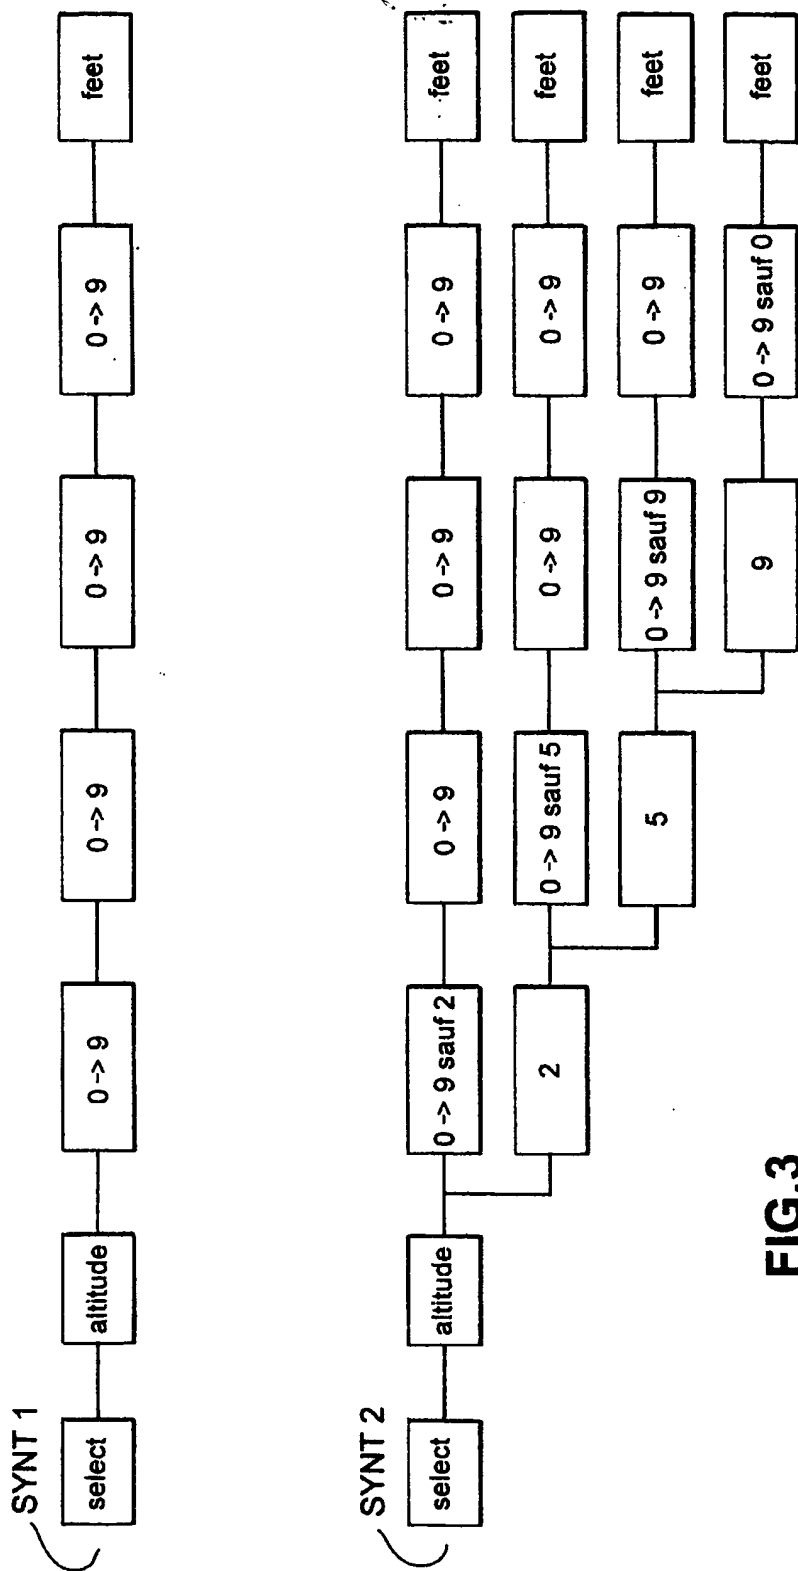 SYNT 1
select
altitude
0 -> 9
0 -> 9
0 -> 9
0 -> 9
feet
SYNT 2
select
altitude
0 -> 9 sauf 2
0 -> 9
0 -> 9
0 -> 9
feet
2
0 -> 9 sauf 5
0 -> 9
0 -> 9
feet
5
0 -> 9 sauf 9
0 -> 9
feet
9
0 -> 9 sauf 0
feet
FIG.3